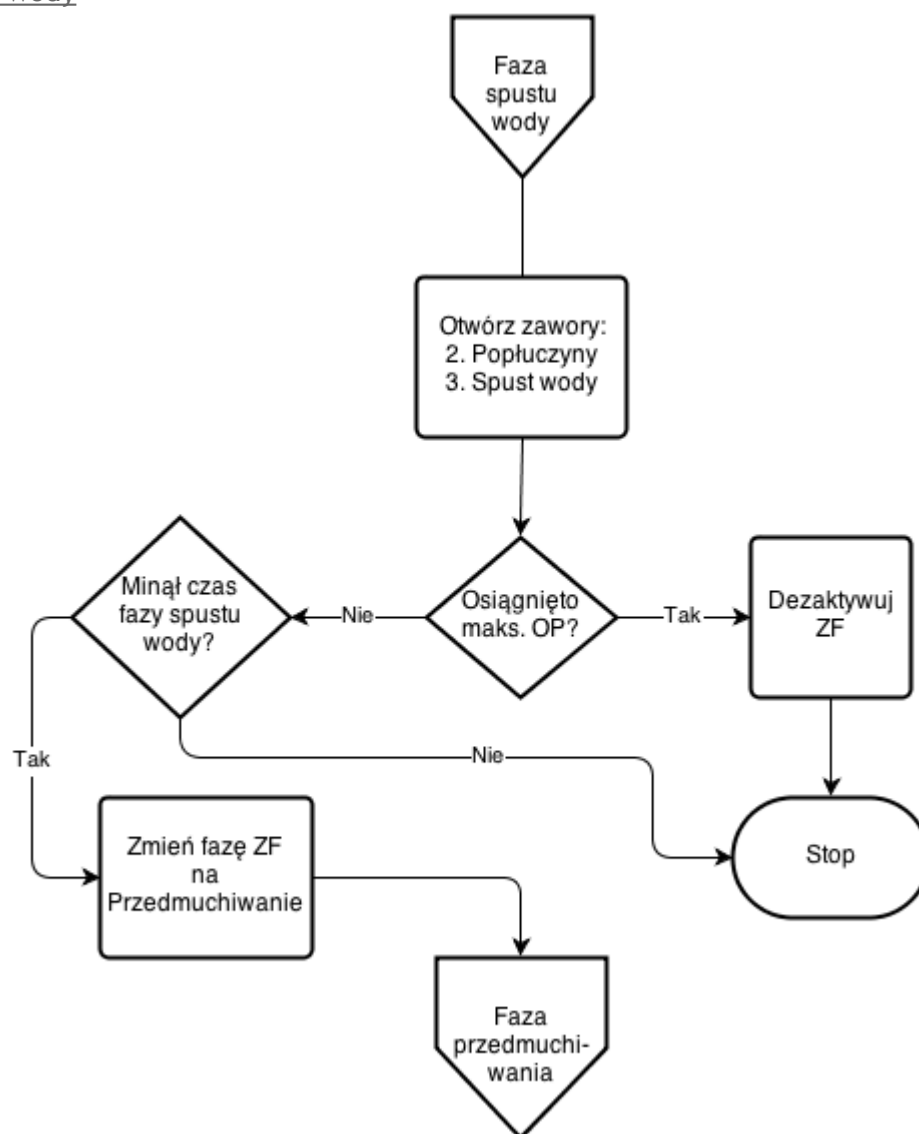 wody
Faza
spustu
wody
Otwórz zawory:
2. Popłuczyny
3. Spust wody
Minął czas
fazy spustu
wody?
Nie
Osiągnięto
maks. OP?
Tak
Dezaktywuj
ZF
Tak
Nie
Zmień fazę ZF
na
Przedmuchiwanie
Stop
Faza
przedmuchi-
wania